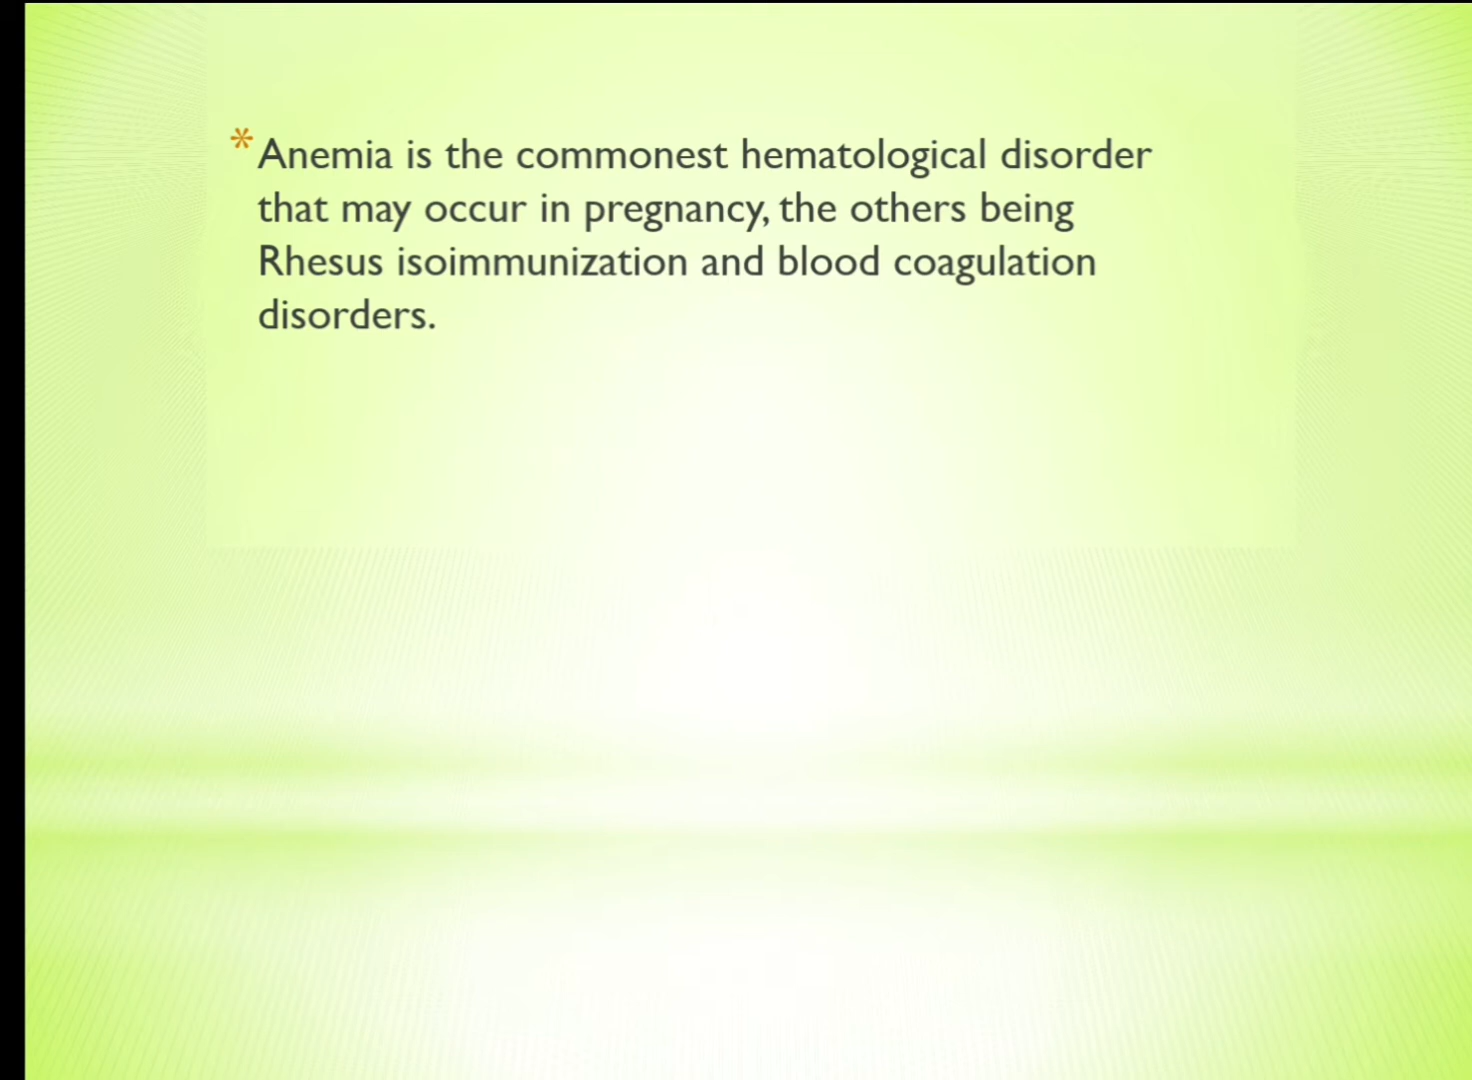 * Anemia is the commonest hematological disorder
that may occur in pregnancy, the others being
Rhesus isoimmunization and blood coagulation
disorders.